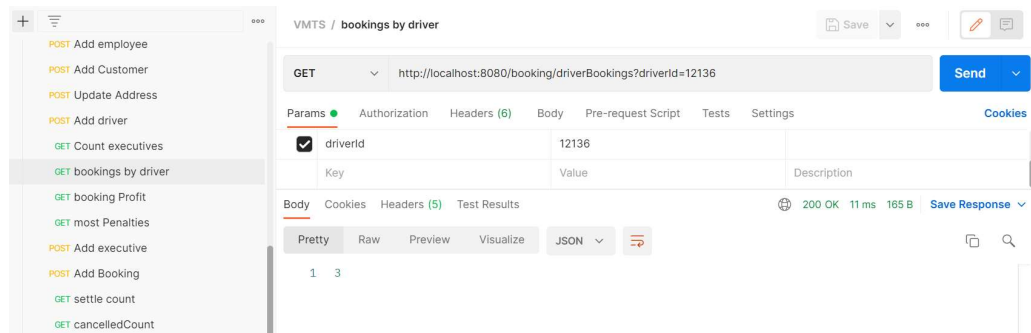 VMTS / bookings by driver
Save
POST Add employee
POST Add Customer
POST Update Address
POST Add driver
GET Count executives
GET bookings by driver
GET booking Profit
GET most Penalties
POST Add executive
POST Add Booking
GET settle count
GET cancelledCount
GET http://localhost:8080/booking/driverBookings?driverId=12136 Send
Params Authorization Headers (6) Body Pre-request Script Tests Settings Cookies
driverId 12136
Key Value Description
Body Cookies Headers (5) Test Results 200 OK 11 ms 165 B Save Response
Pretty Raw Preview Visualize JSON
1 3